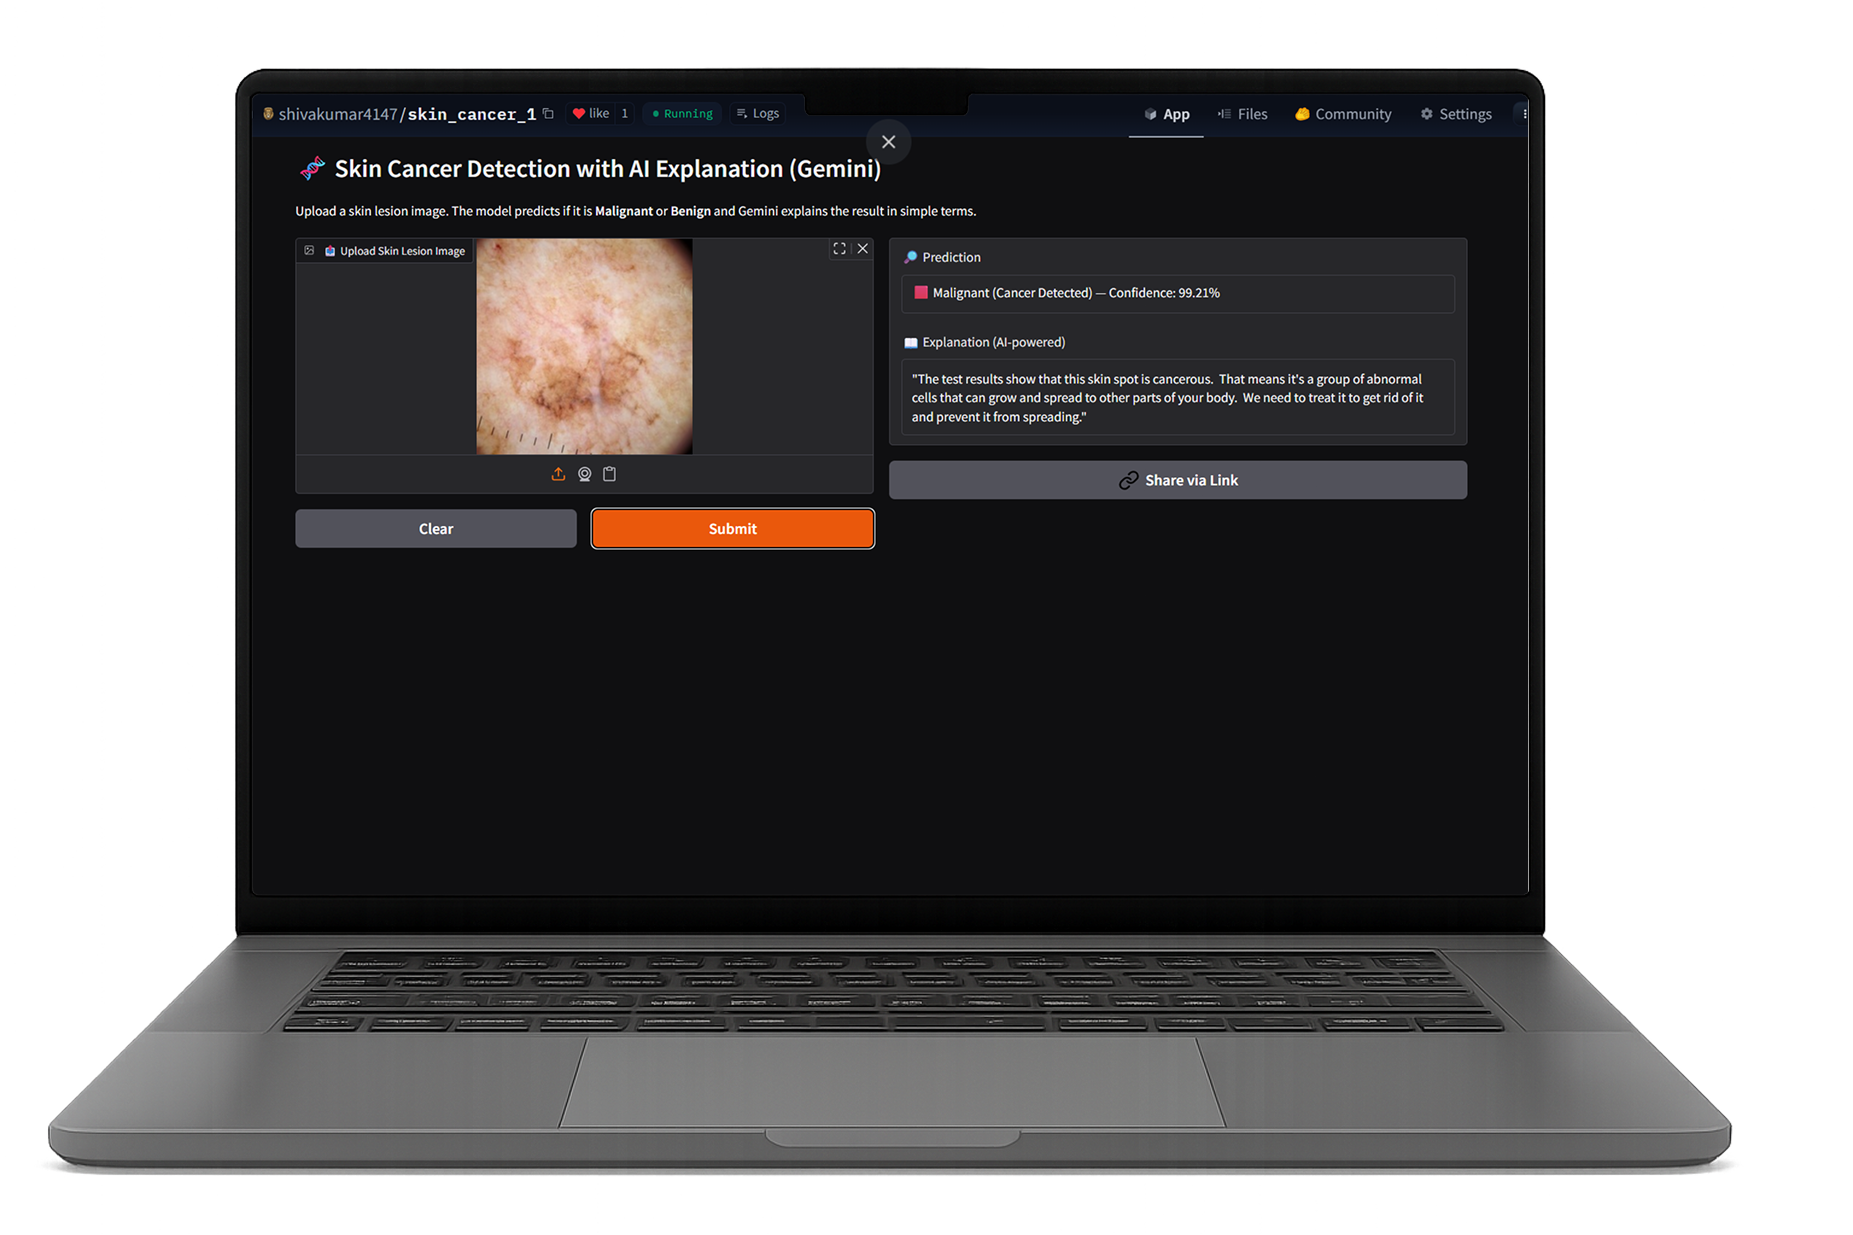 shivakumar4147/skin_cancer_1 like 1 Running Logs App Files Community Settings
Skin Cancer Detection with AI Explanation (Gemini)
Upload a skin lesion image. The model predicts if it is Malignant or Benign and Gemini explains the result in simple terms.
Upload Skin Lesion Image
Clear
Submit
Prediction
Malignant (Cancer Detected) — Confidence: 99.21%
Explanation (AI-powered)
"The test results show that this skin spot is cancerous. That means it's a group of abnormal
cells that can grow and spread to other parts of your body. We need to treat it to get rid of it
and prevent it from spreading."
Share via Link